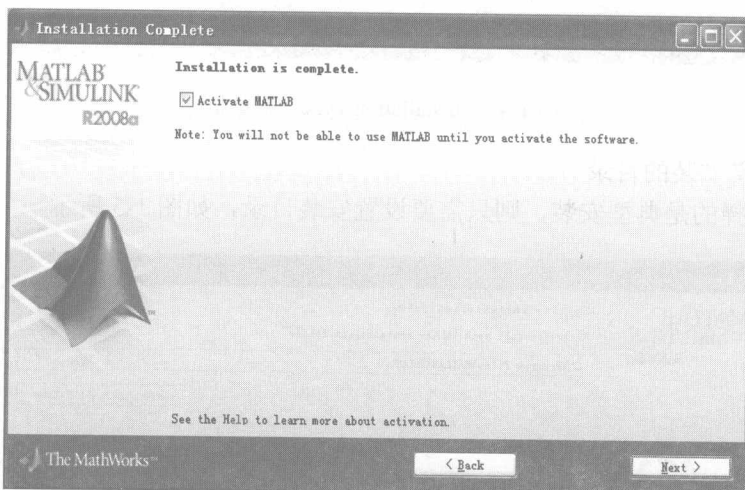 Installation Complete
MATLAB
&SIMULINK
R2008a
Installation is complete.
Activate MATLAB
Note: You will not be able to use MATLAB until you activate the software.
See the Help to learn more about activation.
The MathWorks™
< Back
Next >